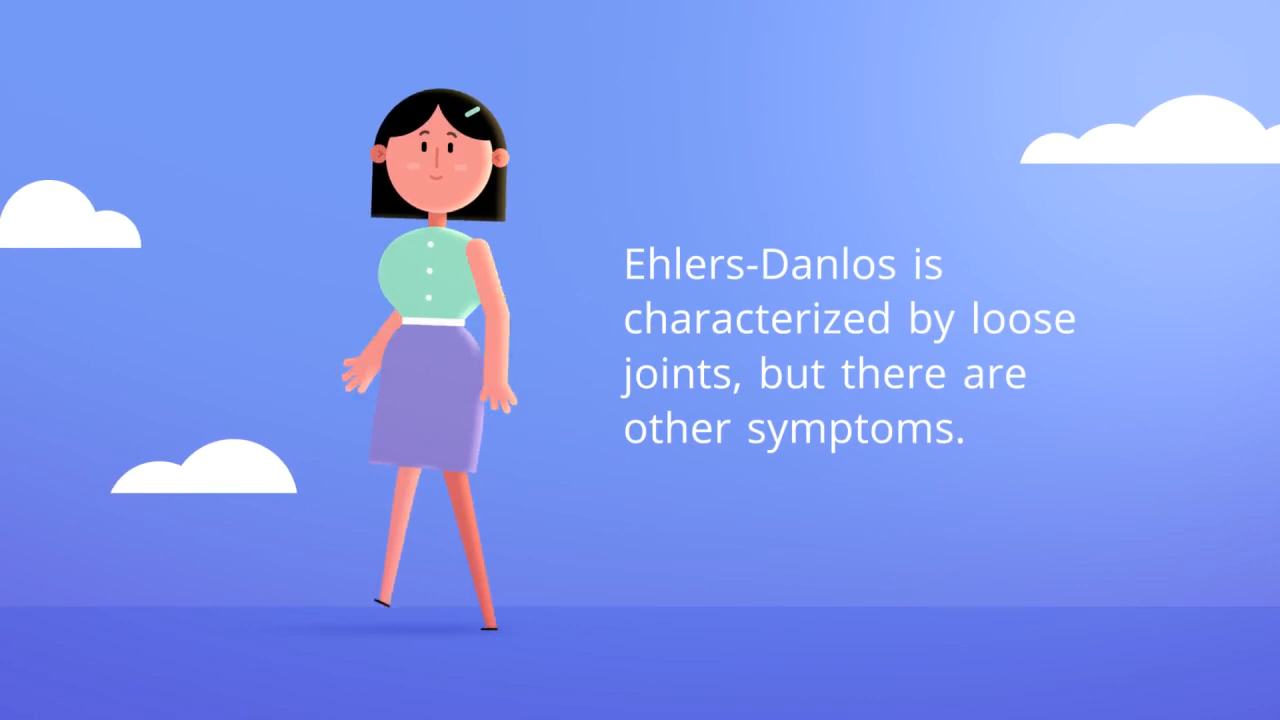 Ehlers-Danlos is
characterized by loose
joints, but there are
other symptoms.